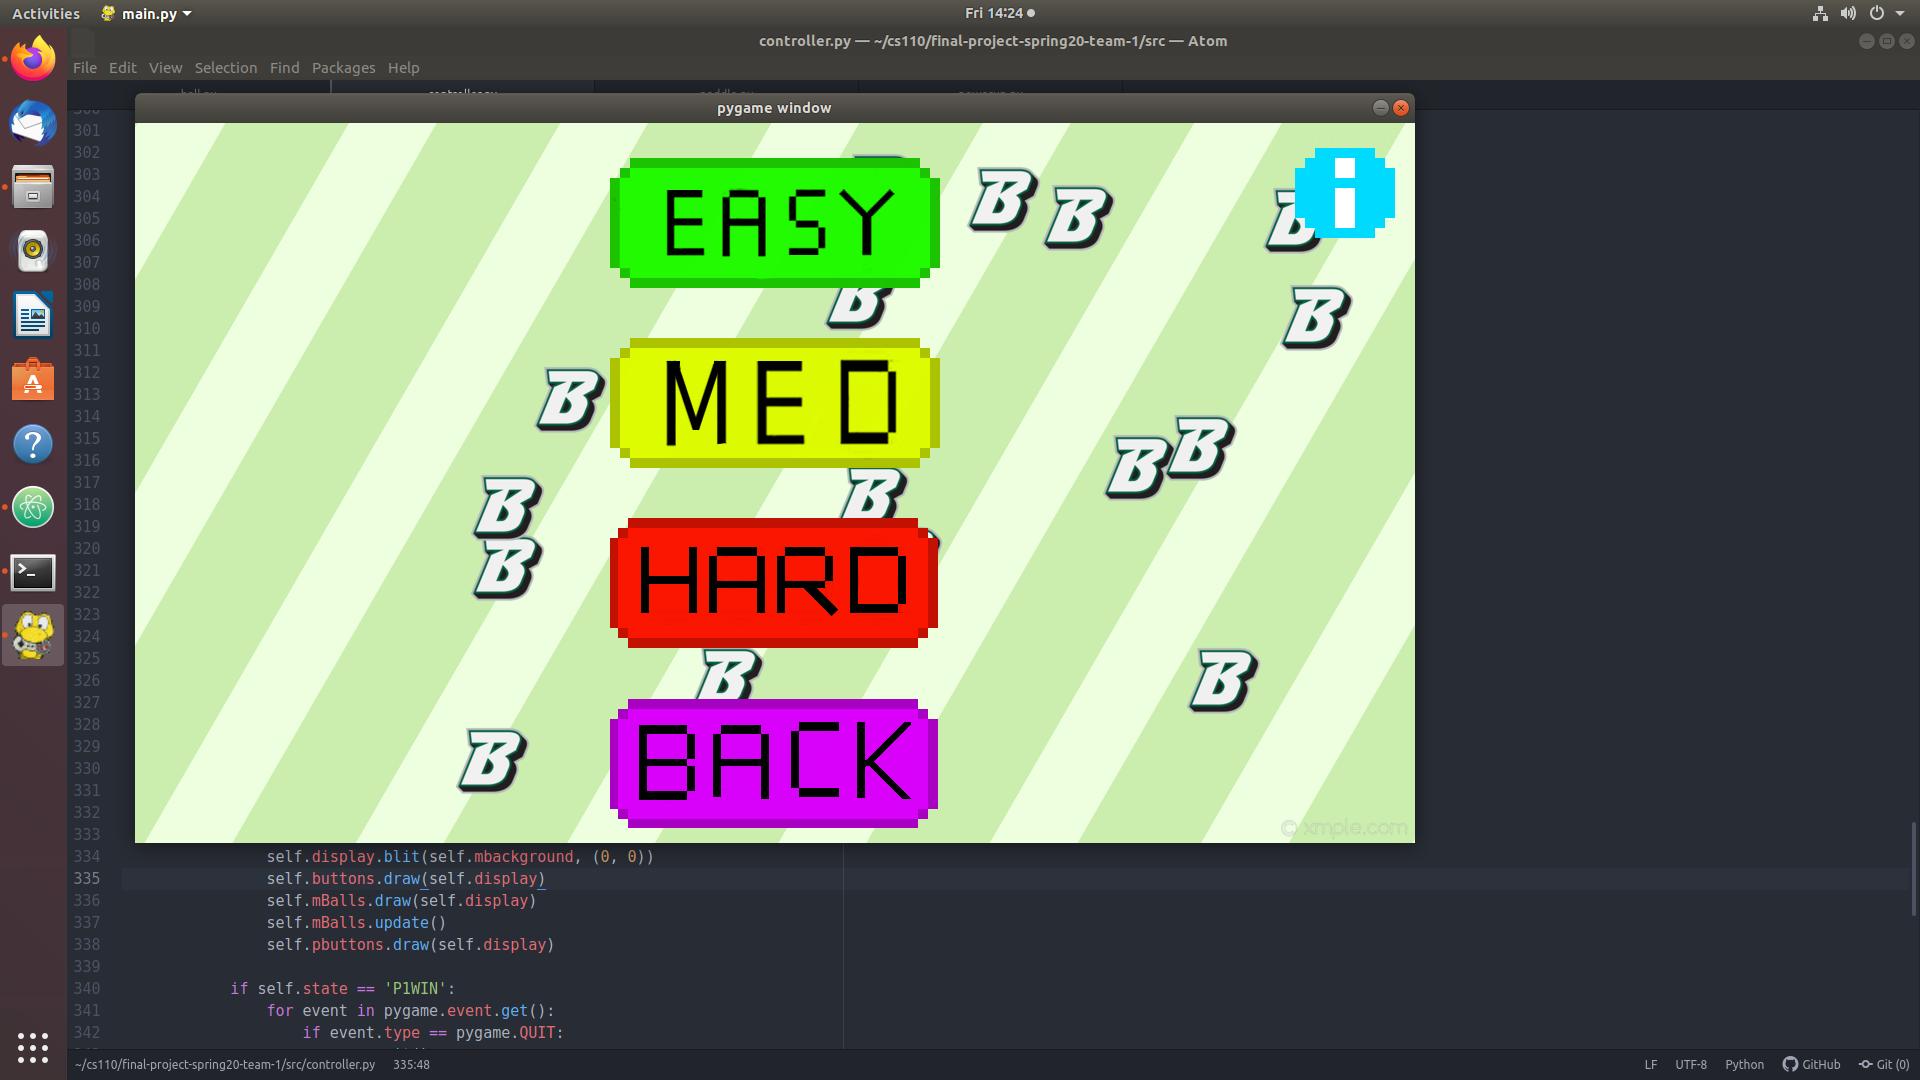 Activities
main.py
Fri 14:24
controller.py — ~/cs110/final-project-spring20-team-1/src — Atom
File Edit View Selection Find Packages Help
pygame window
301
302
303
304
305
306
307
308
309
310
311
312
313
314
315
316
317
318
319
320
321
322
323
324
325
326
327
328
329
330
331
332
333
EASY
B B
i
B
B
B
MED
B
B B
B
B
B
HARD
B
B
B
BACK
B
© xmple.com
334 self.display.blit(self.mbackground, (0, 0))
335 self.buttons.draw(self.display)
336 self.mBalls.draw(self.display)
337 self.mBalls.update()
338 self.pbuttons.draw(self.display)
339
340 if self.state == 'P1WIN':
341 for event in pygame.event.get():
342 if event.type == pygame.QUIT:
~/cs110/final-project-spring20-team-1/src/controller.py 335:48
LF UTF-8 Python GitHub Git (0)